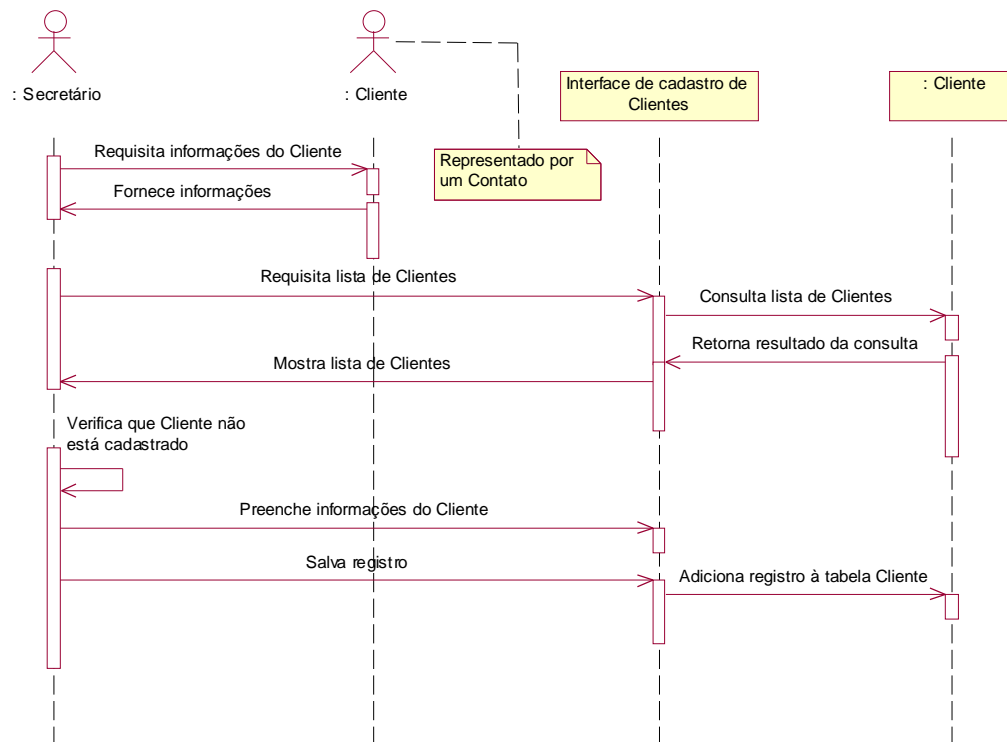 : Secretário
: Cliente
Interface de cadastro de
Clientes
: Cliente
Requisita informações do Cliente
Representado por
um Contato
Fornece informações
Requisita lista de Clientes
Consulta lista de Clientes
Retorna resultado da consulta
Mostra lista de Clientes
Verifica que Cliente não
está cadastrado
Preenche informações do Cliente
Salva registro
Adiciona registro à tabela Cliente